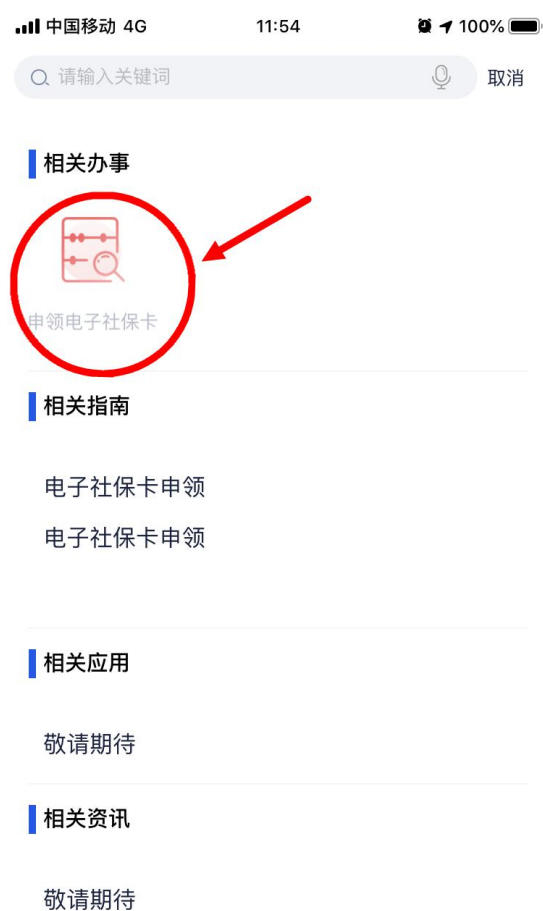 中国移动 4G 11:54 100%
请输入关键词 取消
相关办事
申领电子社保卡
相关指南
电子社保卡申领
电子社保卡申领
相关应用
敬请期待
相关资讯
敬请期待